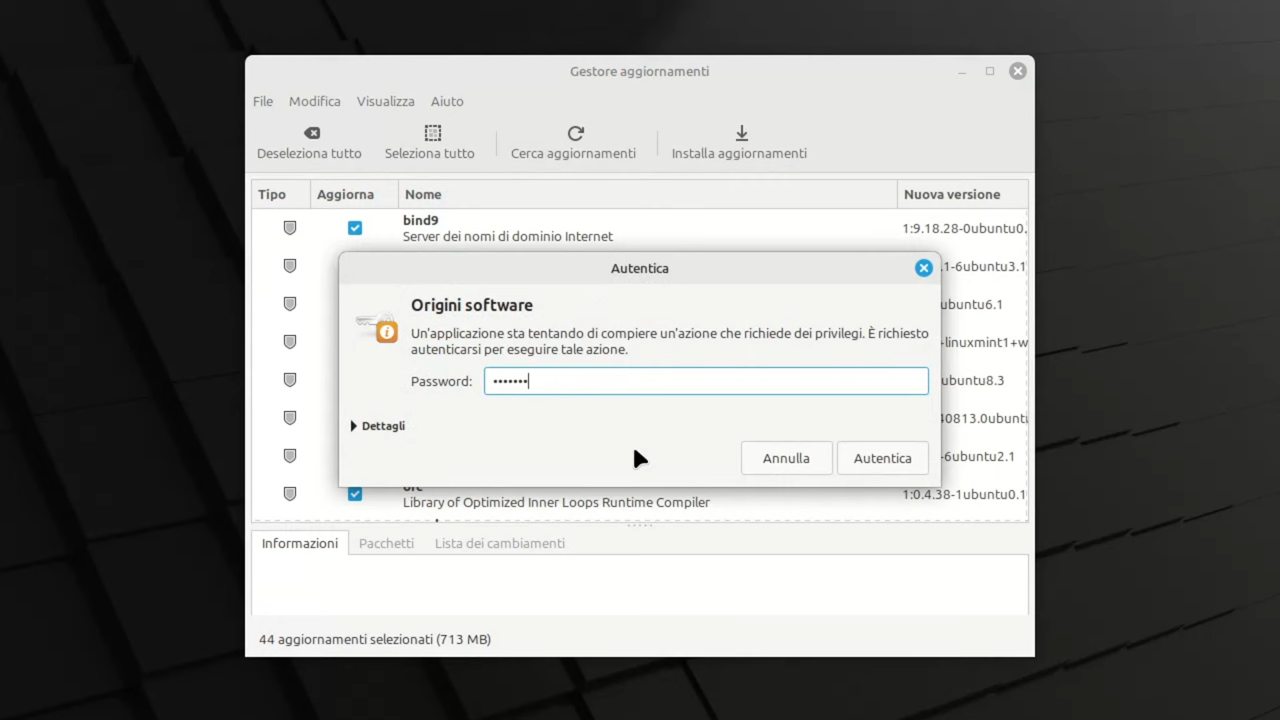 Gestore aggiornamenti
File Modifica Visualizza Aiuto
Deseleziona tutto Seleziona tutto Cerca aggiornamenti Installa aggiornamenti
Tipo Aggiorna Nome Nuova versione
bind9
Server dei nomi di dominio Internet 1:9.18.28-0ubuntu0.
Autentica
.1-6ubuntu3.1
Origini software
ubuntu6.1
Un'applicazione sta tentando di compiere un'azione che richiede dei privilegi. È richiesto
autenticarsi per eseguire tale azione.
-linuxmint1+w
Password: •••••••
ubuntu8.3
40813.0ubuntu
Dettagli
Annulla Autentica
-6ubuntu2.1
1:0.4.38-1ubuntu0.1
Library of Optimized Inner Loops Runtime Compiler
Informazioni Pacchetti Lista dei cambiamenti
44 aggiornamenti selezionati (713 MB)